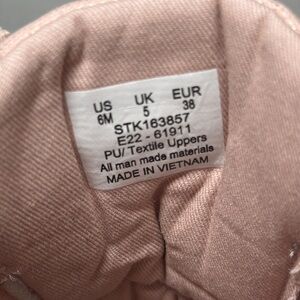 US UK EUR
6M 5 38
STK163857
E22 - 61911
PU/ Textile Uppers
All man made materials
MADE IN VIETNAM